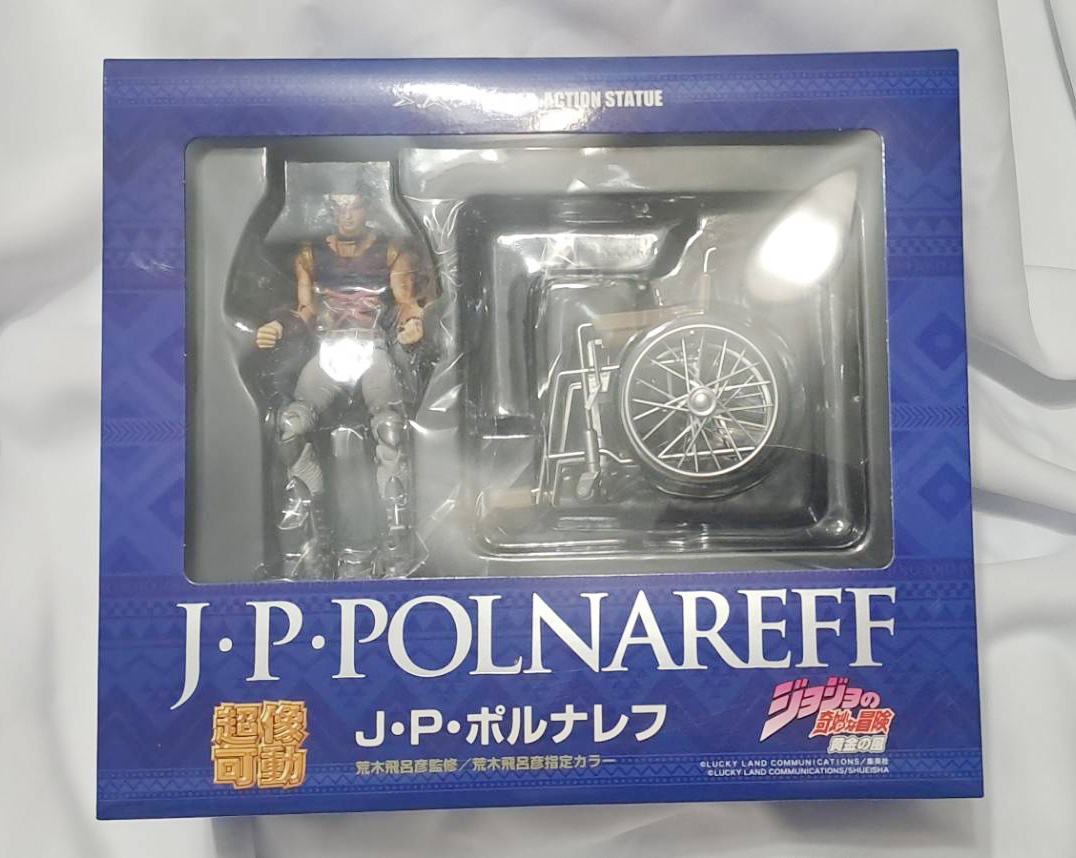 ACTION STATUE
J·P·POLNAREFF
超像
可動
J・P・ポルナレフ
荒木飛呂彦監修／荒木飛呂彦指定カラー
ジョジョの
奇妙な冒険
黄金の風
©LUCKY LAND COMMUNICATIONS/集英社
©LUCKY LAND COMMUNICATIONS/SHUEISHA